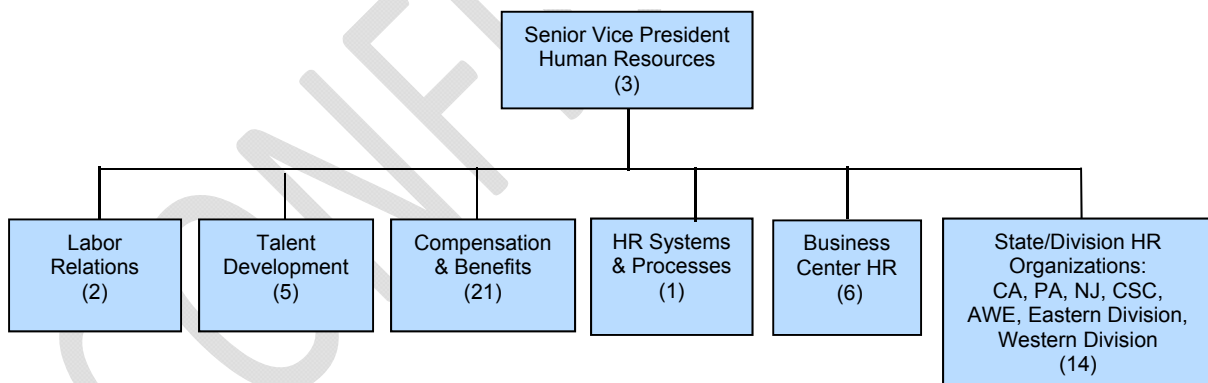 Senior Vice President
Human Resources
(3)
Labor
Relations
(2)
Talent
Development
(5)
Compensation
& Benefits
(21)
HR Systems
& Processes
(1)
Business
Center HR
(6)
State/Division HR
Organizations:
CA, PA, NJ, CSC,
AWE, Eastern Division,
Western Division
(14)